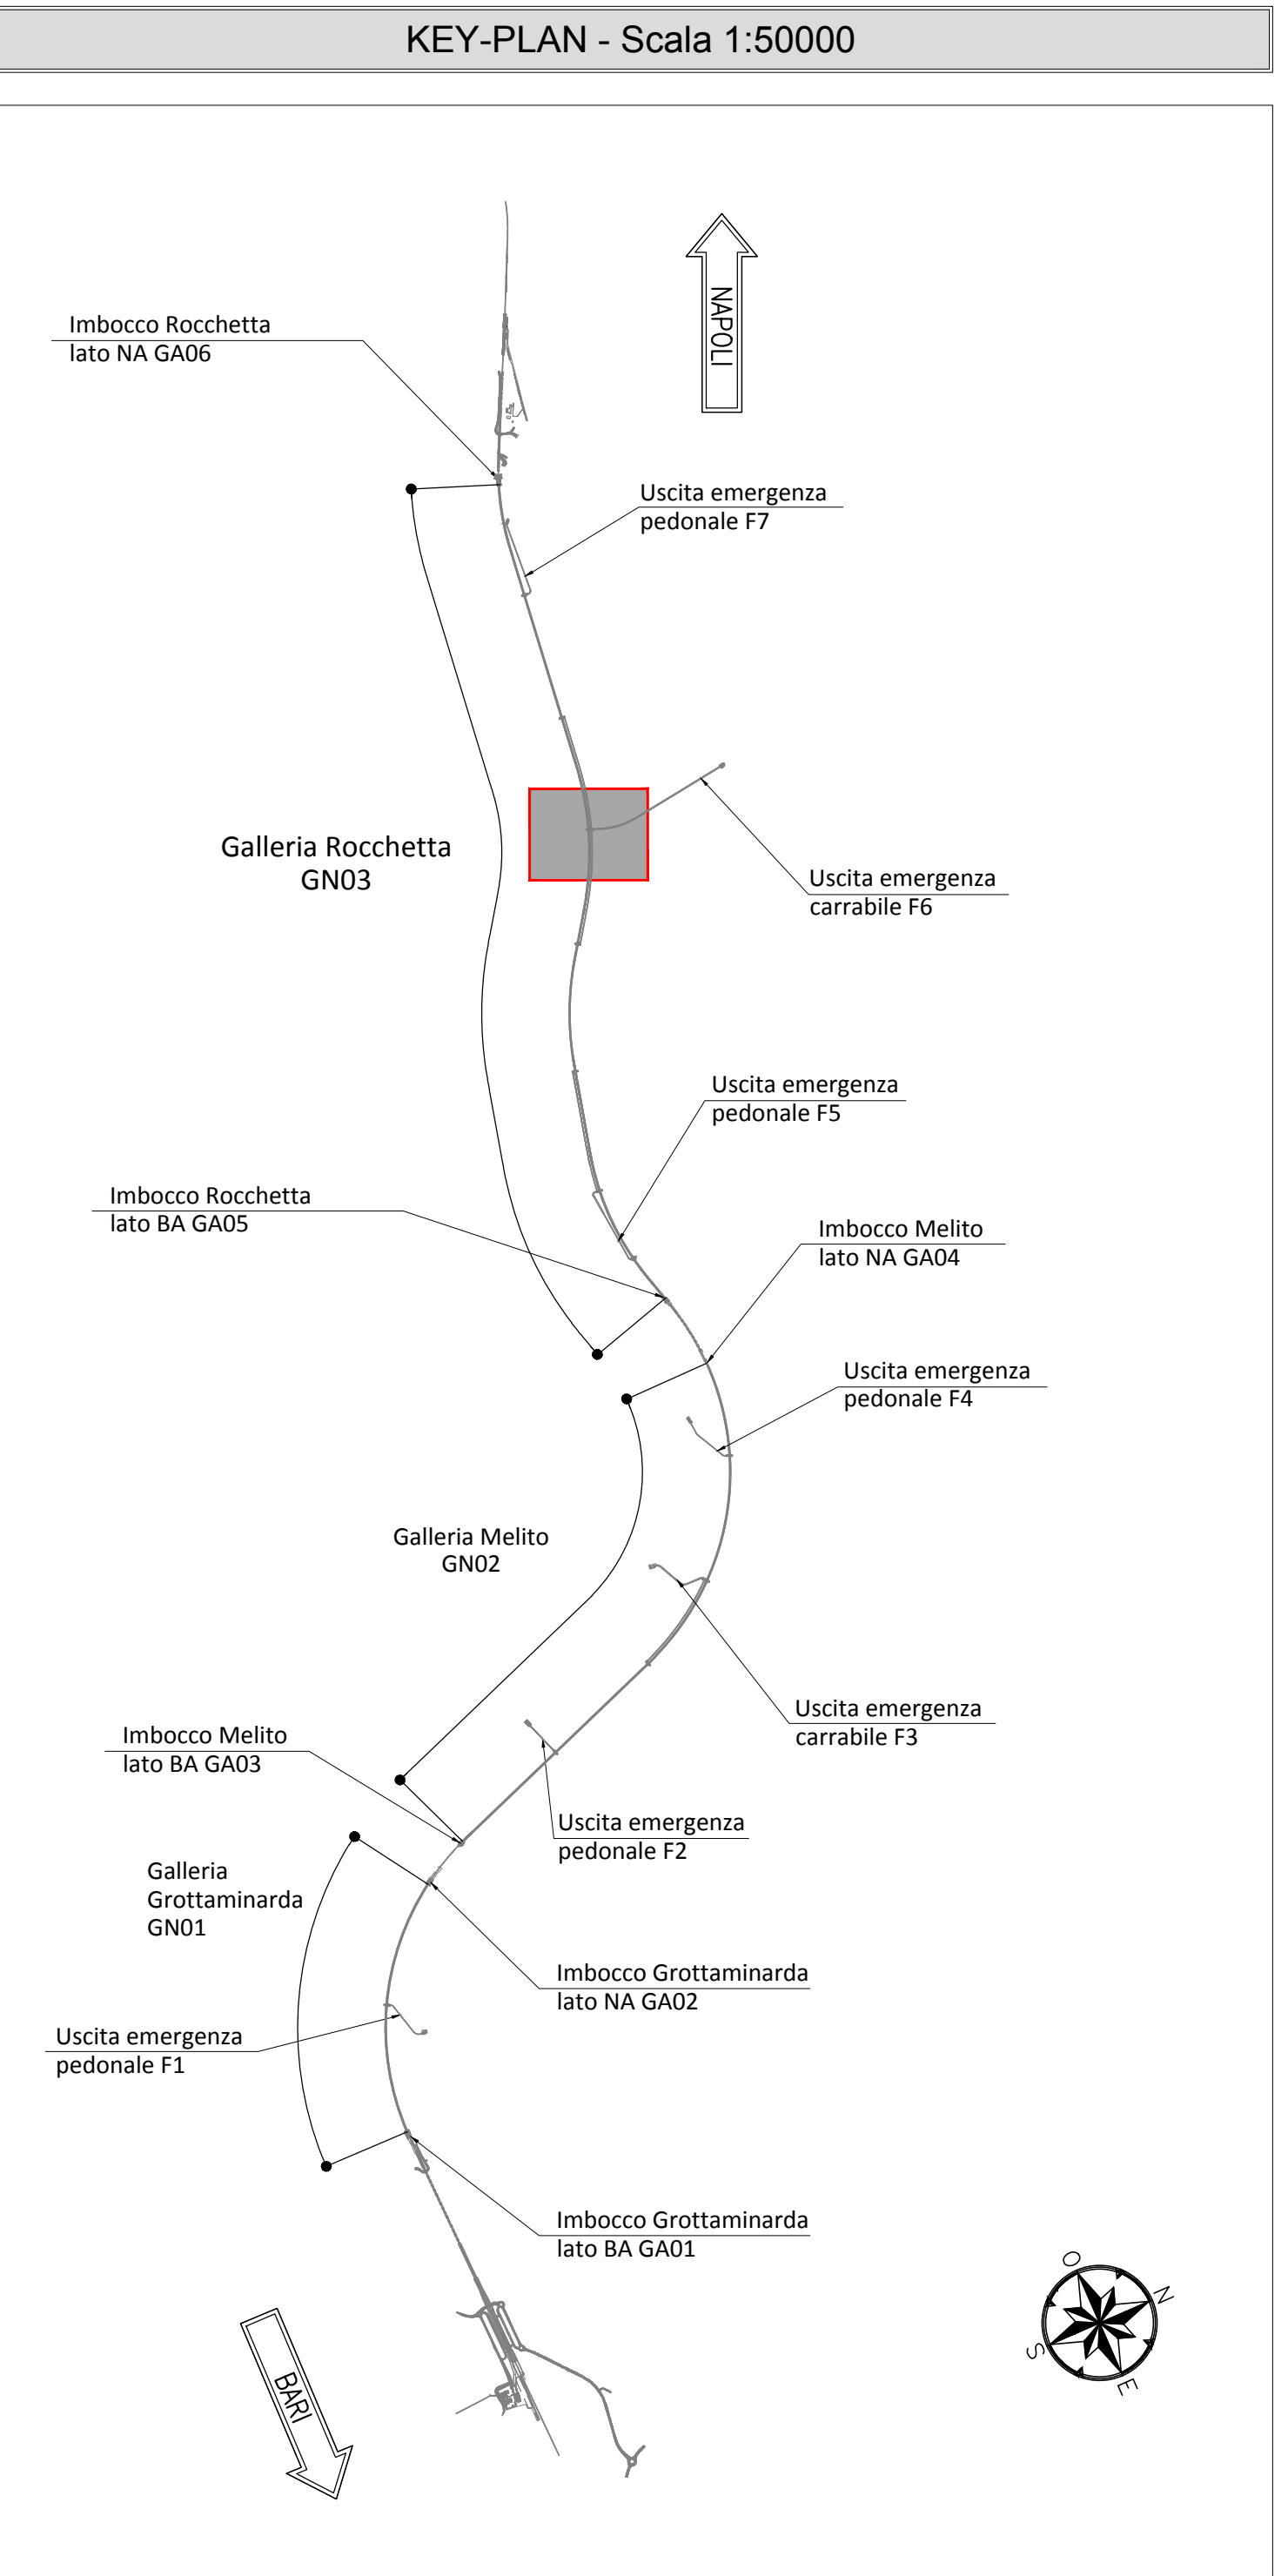 KEY-PLAN - Scala 1:50000
NAPOLI
Imbocco Rocchetta
lato NA GA06
Uscita emergenza
pedonale F7
Galleria Rocchetta
GN03
Uscita emergenza
carrabile F6
Uscita emergenza
pedonale F5
Imbocco Rocchetta
lato BA GA05
Imbocco Melito
lato NA GA04
Uscita emergenza
pedonale F4
Galleria Melito
GN02
Uscita emergenza
carrabile F3
Imbocco Melito
lato BA GA03
Uscita emergenza
pedonale F2
Galleria
Grottaminarda
GN01
Imbocco Grottaminarda
lato NA GA02
Uscita emergenza
pedonale F1
Imbocco Grottaminarda
lato BA GA01
O
N
S
E
BARI